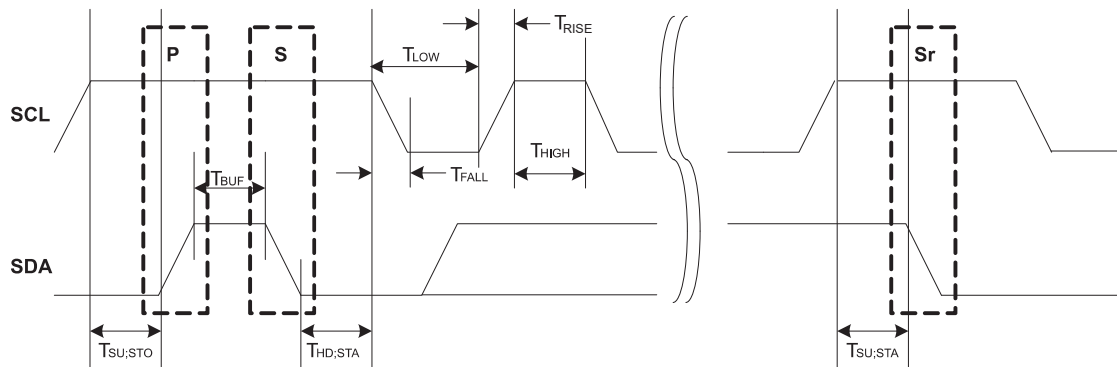 TRISE
P
S
TLOW
Sr
SCL
THIGH
TFALL
TBUF
SDA
TSU;STO
THD;STA
TSU;STA